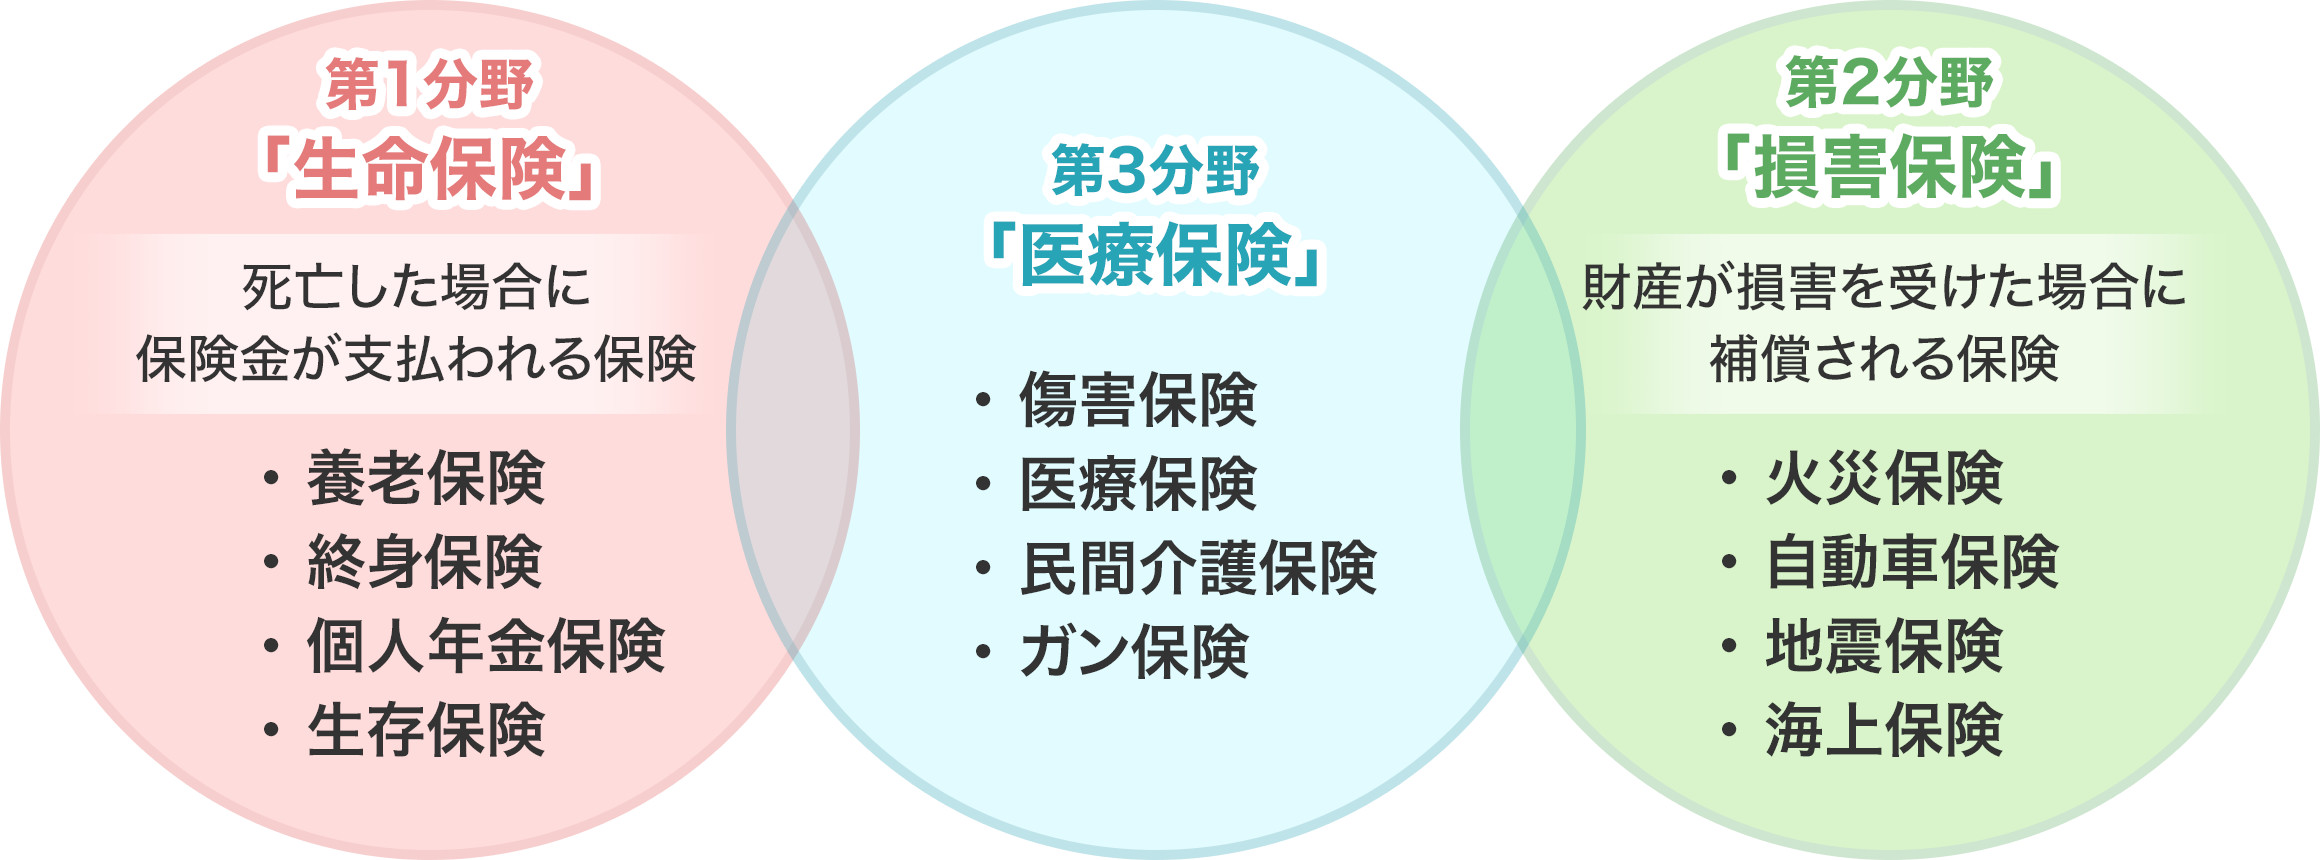 第1分野
「生命保険」
死亡した場合に
保険金が支払われる保険
・養老保険
・終身保険
・個人年金保険
・生存保険
第3分野
「医療保険」
・傷害保険
・医療保険
・民間介護保険
・ガン保険
第2分野
「損害保険」
財産が損害を受けた場合に
補償される保険
・火災保険
・自動車保険
・地震保険
・海上保険